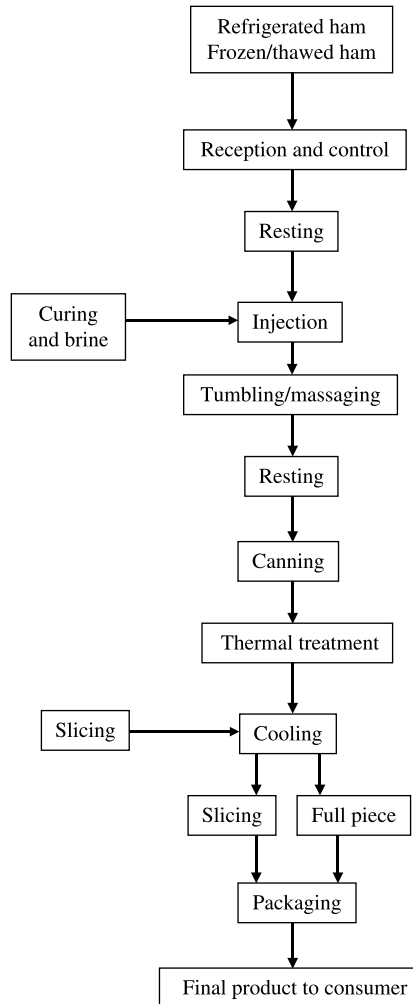 Refrigerated ham
Frozen/thawed ham
Reception and control
Resting
Curing
and brine
Injection
Tumbling/massaging
Resting
Canning
Thermal treatment
Slicing
Cooling
Slicing
Full piece
Packaging
Final product to consumer